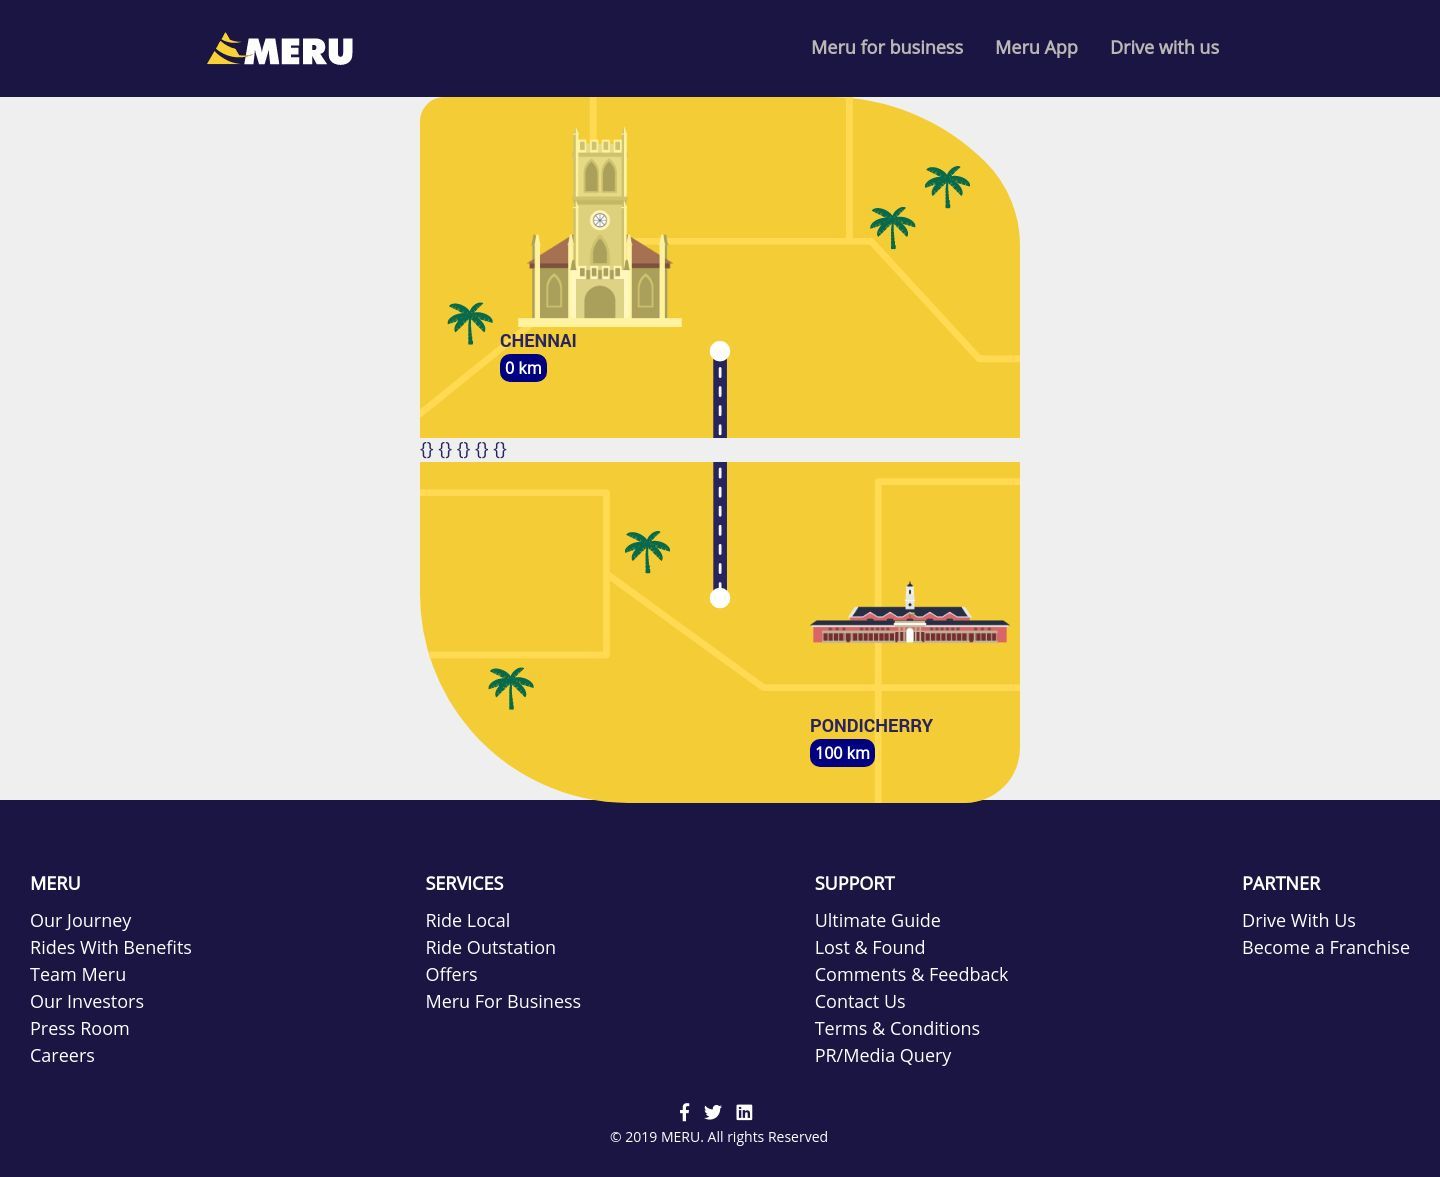 MERU
Meru for business Meru App Drive with us
CHENNAI
0 km
{} {} {} {} {}
PONDICHERRY
100 km
MERU
Our Journey
Rides With Benefits
Team Meru
Our Investors
Press Room
Careers
SERVICES
Ride Local
Ride Outstation
Offers
Meru For Business
SUPPORT
Ultimate Guide
Lost & Found
Comments & Feedback
Contact Us
Terms & Conditions
PR/Media Query
PARTNER
Drive With Us
Become a Franchise
© 2019 MERU. All rights Reserved